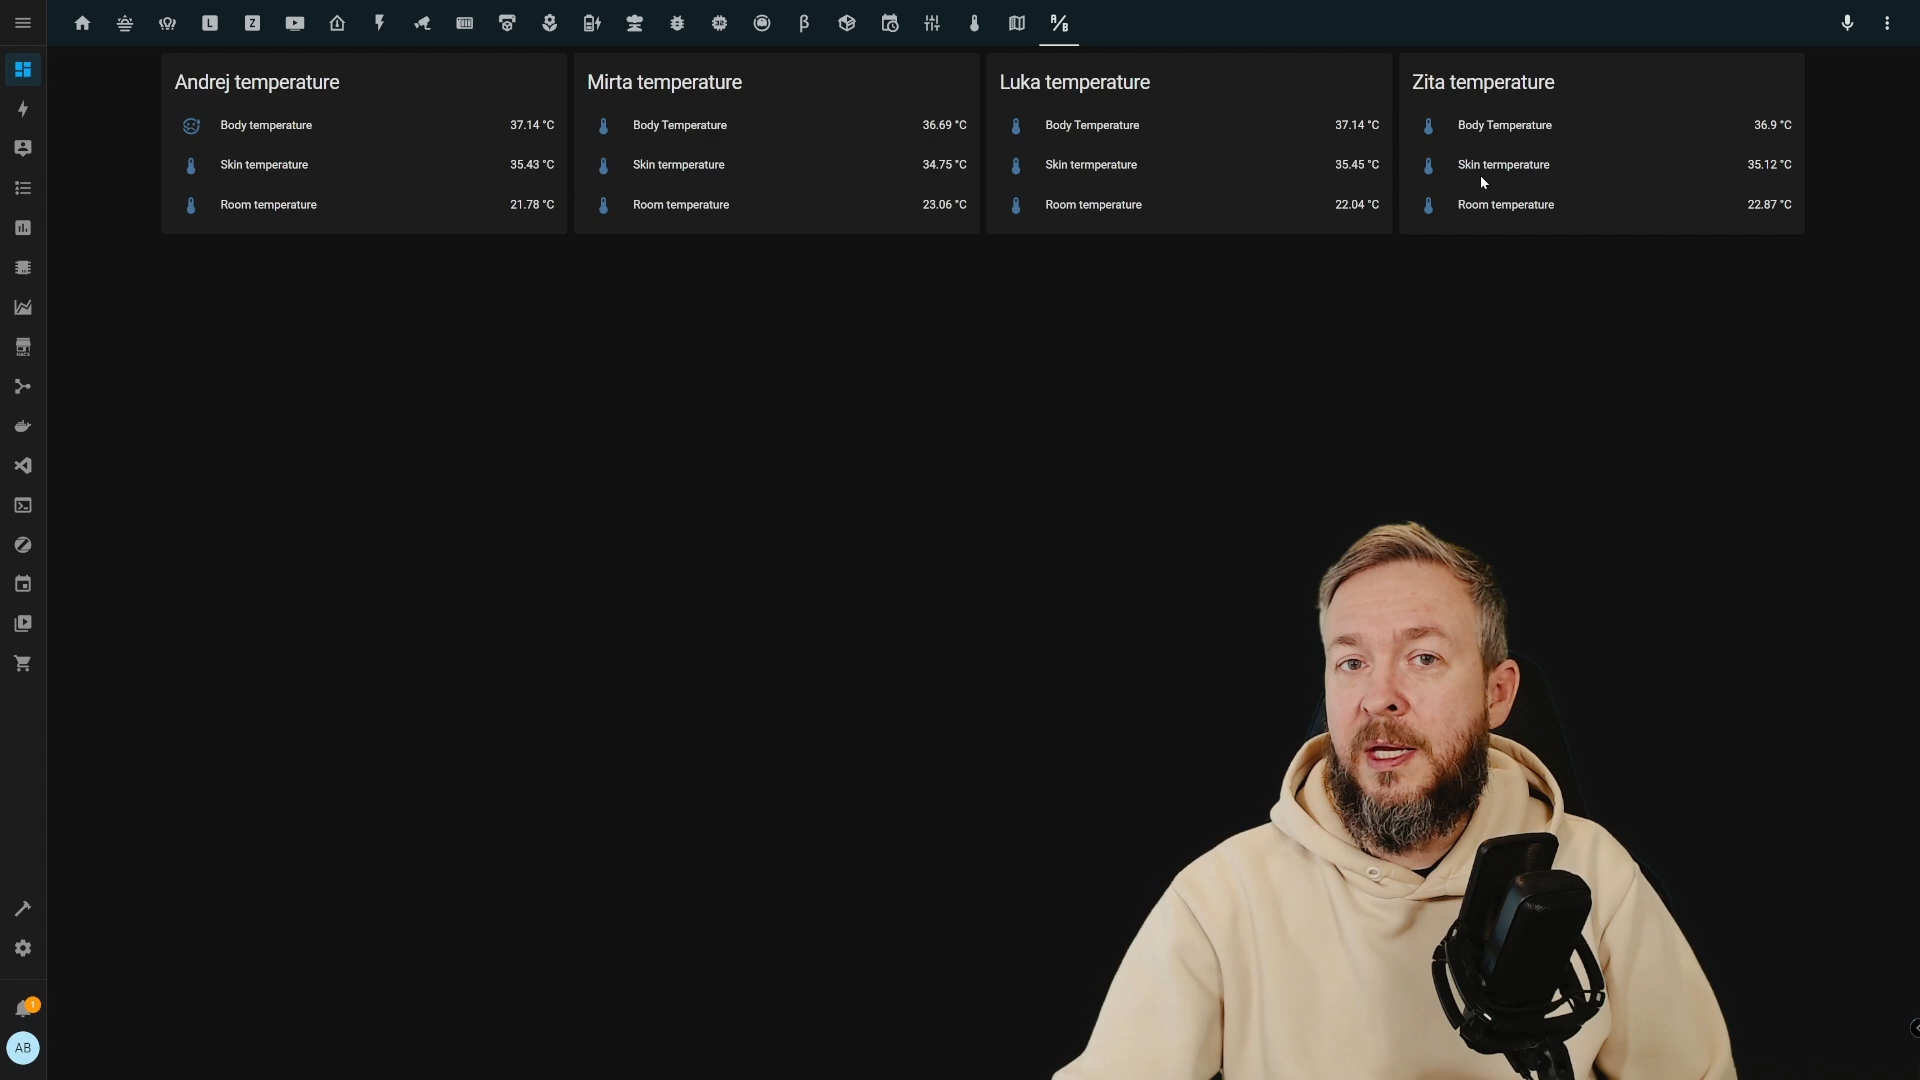 L
Z
β
A/B
Andrej temperature
Body temperature 37.14 °C
Skin temperature 35.43 °C
Room temperature 21.78 °C
Mirta temperature
Body Temperature 36.69 °C
Skin termperature 34.75 °C
Room temperature 23.06 °C
Luka temperature
Body Temperature 37.14 °C
Skin termperature 35.45 °C
Room temperature 22.04 °C
Zita temperature
Body Temperature 36.9 °C
Skin termperature 35.12 °C
Room temperature 22.87 °C
HACS
1
AB